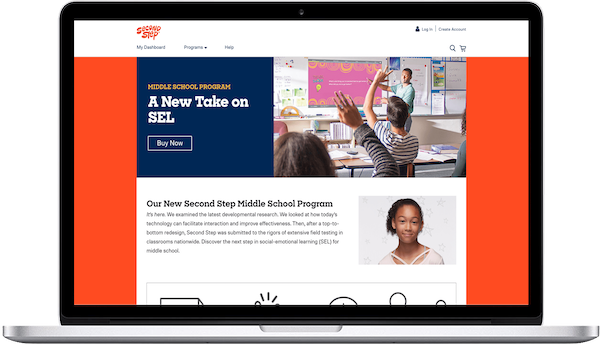 Second Step
Log In | Create Account
My Dashboard Programs Help
MIDDLE SCHOOL PROGRAM
A New Take on
SEL
Buy Now
Our New Second Step Middle School Program
It's here. We examined the latest developmental research. We looked at how today's
technology can facilitate interaction and improve effectiveness. Then, after a top-to-
bottom redesign, Second Step was submitted to the rigors of extensive field testing in
classrooms nationwide. Discover the next step in social-emotional learning (SEL) for
middle school.